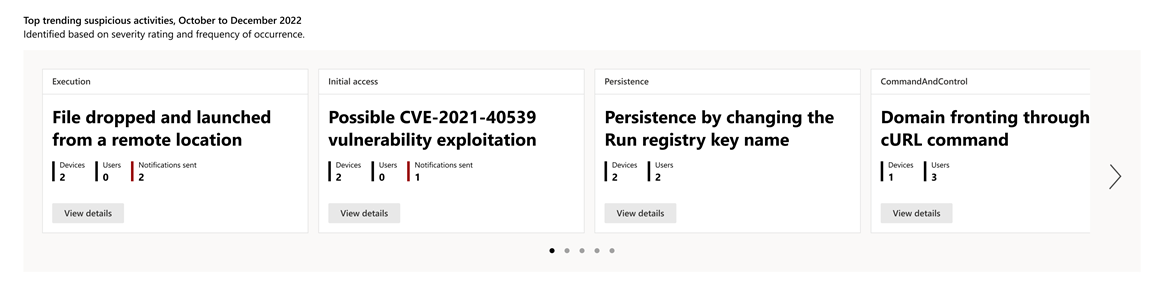 Top trending suspicious activities, October to December 2022
Identified based on severity rating and frequency of occurrence.
Execution
File dropped and launched
from a remote location
Devices Users Notifications sent
2 0 2
View details
Initial access
Possible CVE-2021-40539
vulnerability exploitation
Devices Users Notifications sent
2 0 1
View details
Persistence
Persistence by changing the
Run registry key name
Devices Users
2 2
View details
CommandAndControl
Domain fronting through
cURL command
Devices Users
1 3
View details